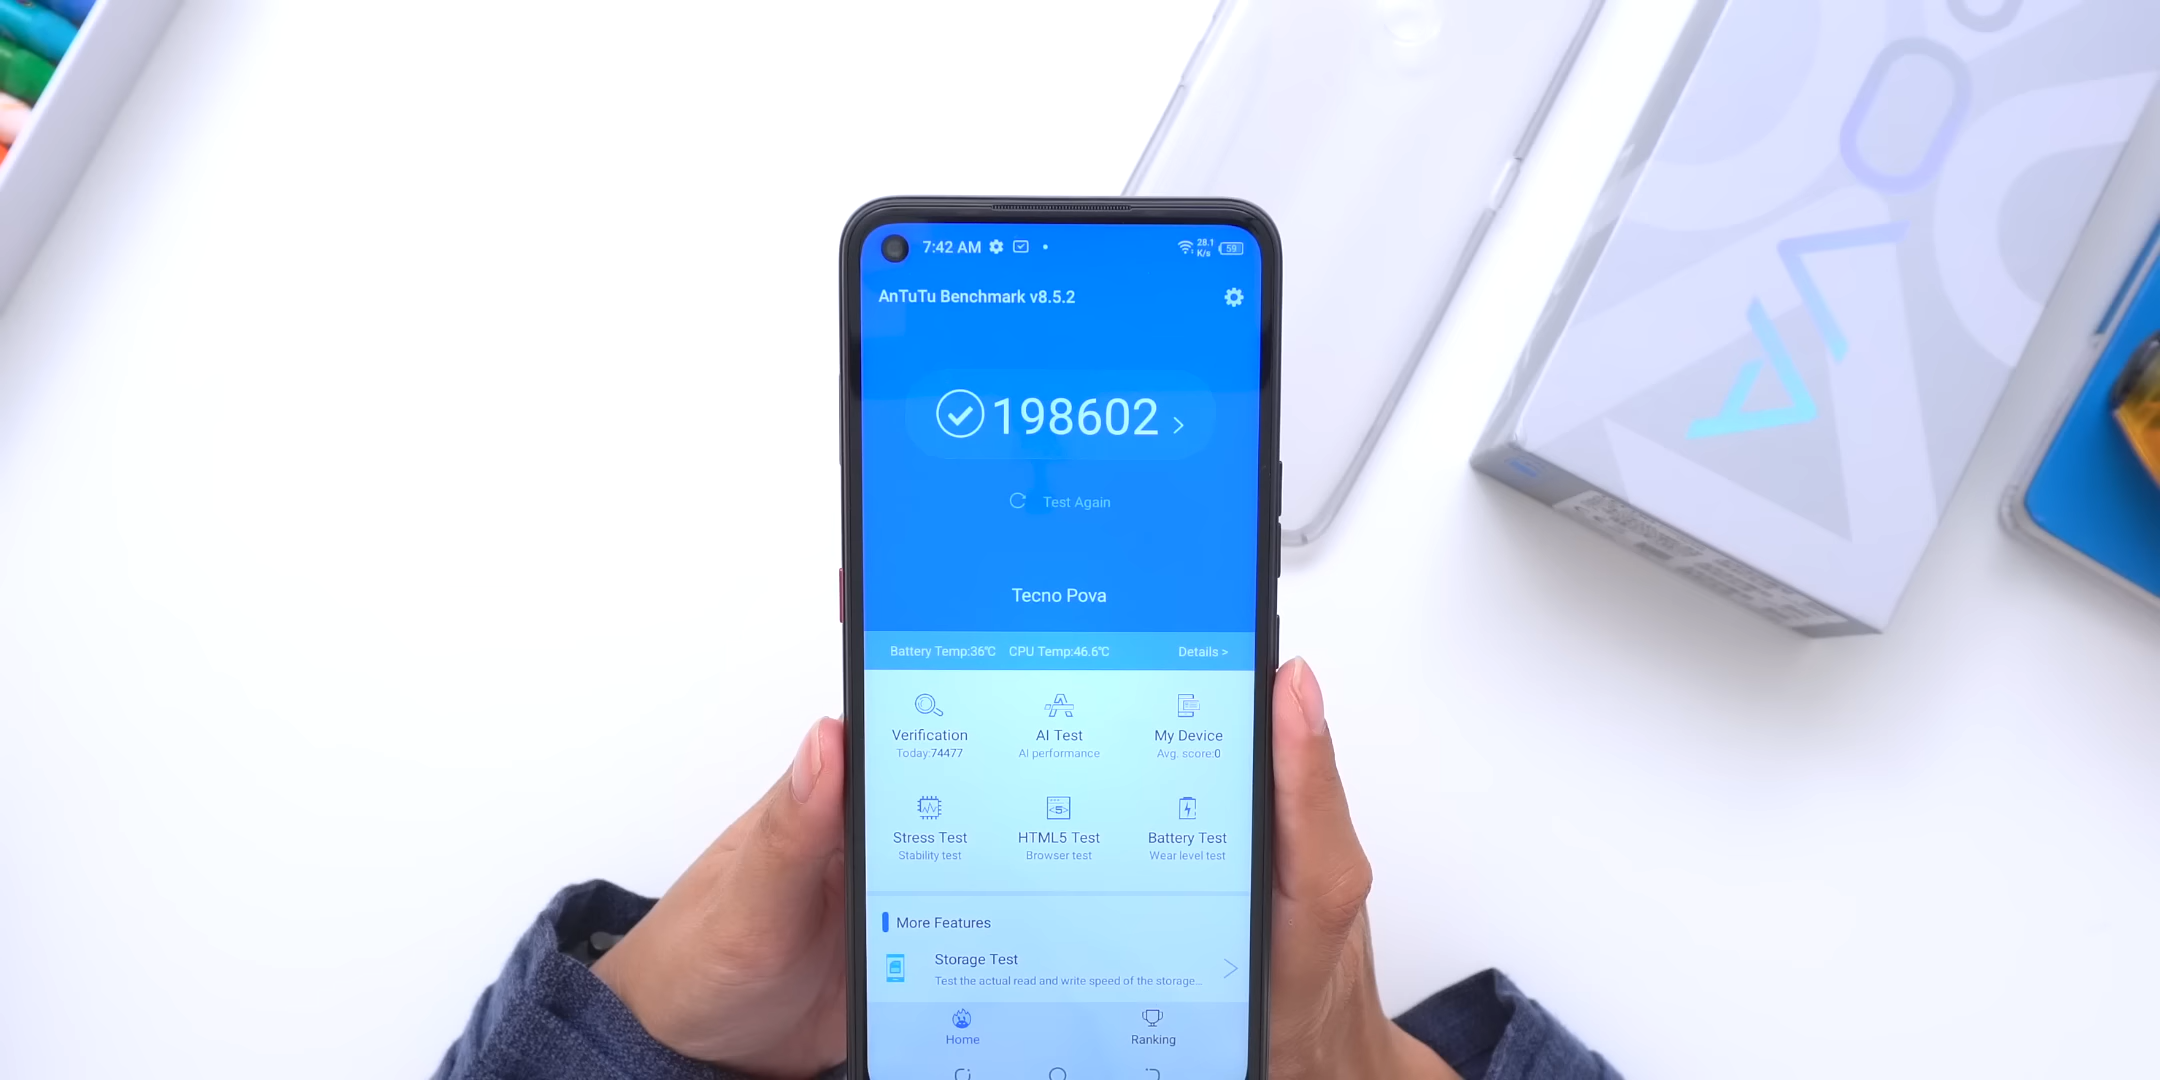 7:42 AM
28.1
K/s
59
AnTuTu Benchmark v8.5.2
198602
Test Again
Tecno Pova
Battery Temp:36℃ CPU Temp:46.6℃ Details >
Verification AI Test My Device
Today:74477 AI performance Avg. score:0
Stress Test HTML5 Test Battery Test
Stability test Browser test Wear level test
More Features
Storage Test
Test the actual read and write speed of the storage...
Home Ranking